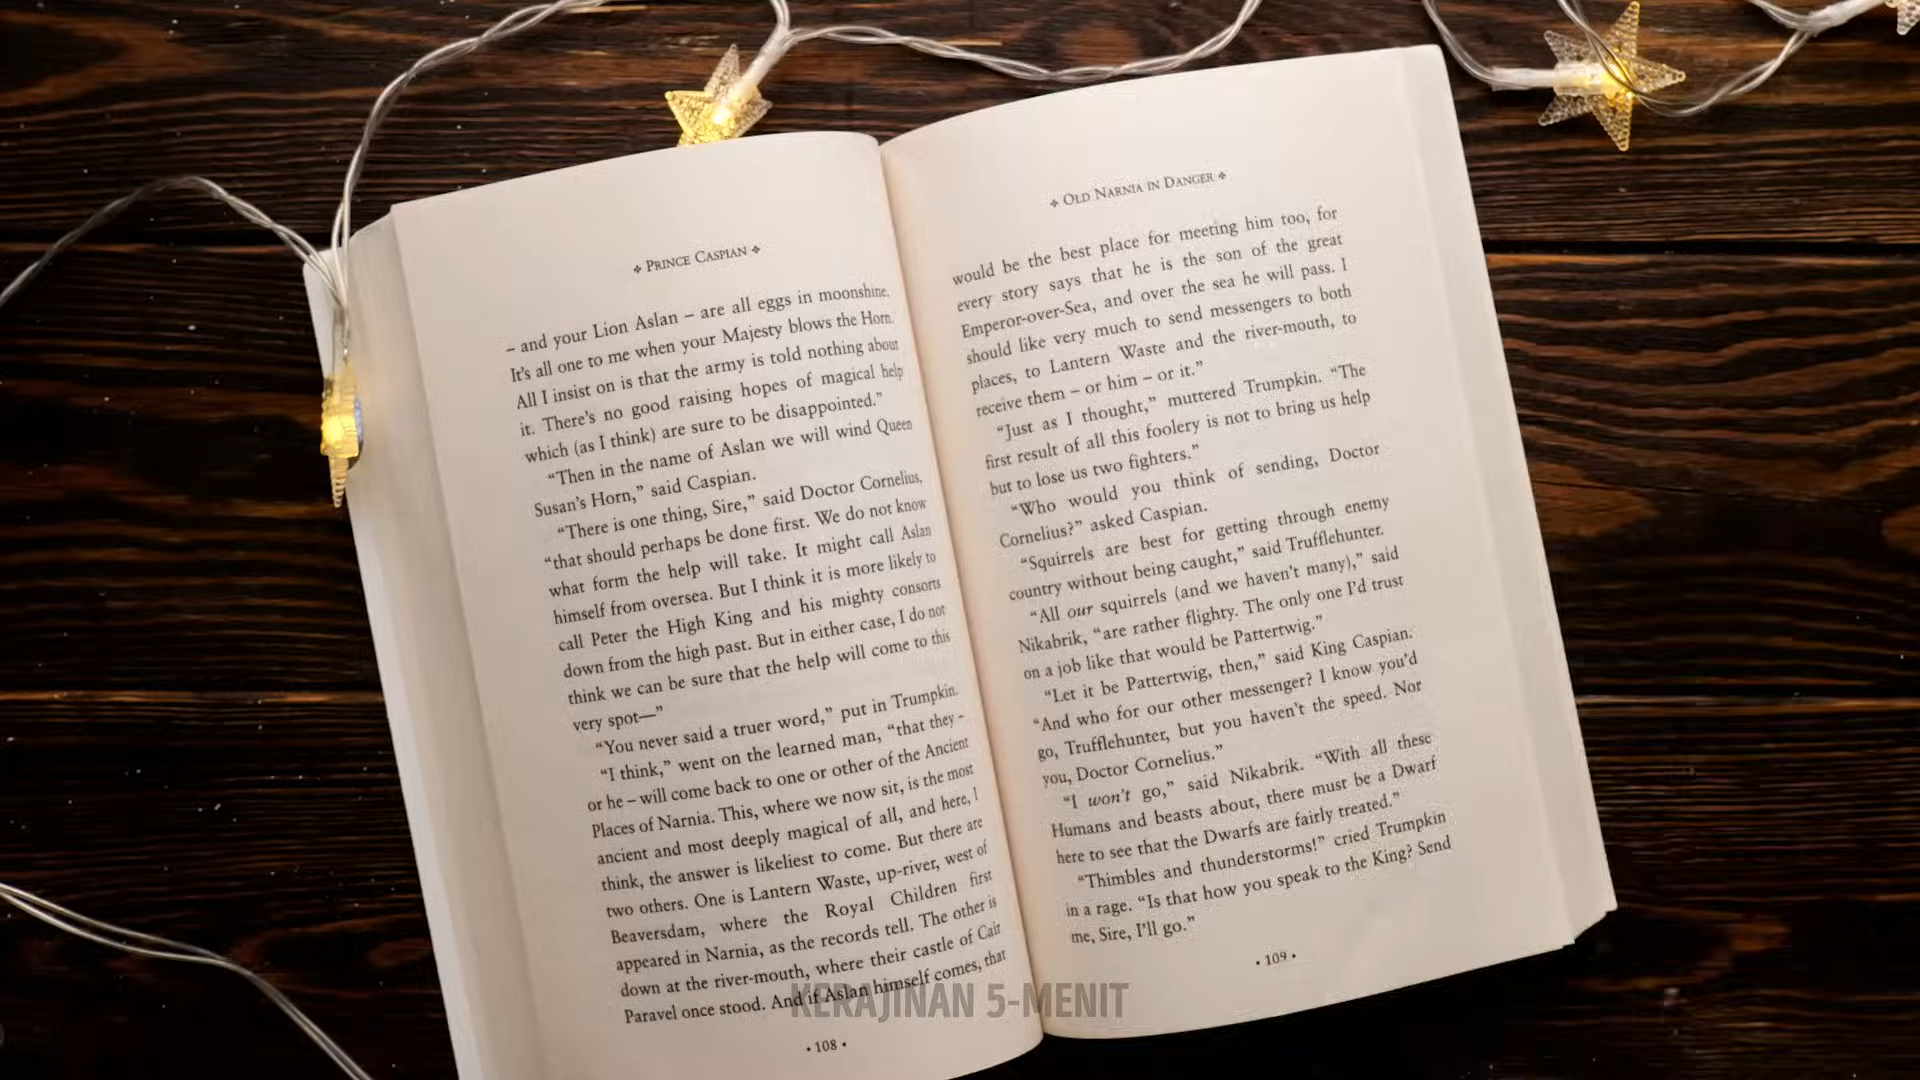 ❖ PRINCE CASPIAN ❖
– and your Lion Aslan – are all eggs in moonshine.
It’s all one to me when your Majesty blows the Horn.
All I insist on is that the army is told nothing about
it. There’s no good raising hopes of magical help
which (as I think) are sure to be disappointed.”
“Then in the name of Aslan we will wind Queen
Susan’s Horn,” said Caspian.
“There is one thing, Sire,” said Doctor Cornelius,
“that should perhaps be done first. We do not know
what form the help will take. It might call Aslan
himself from oversea. But I think it is more likely to
call Peter the High King and his mighty consorts
down from the high past. But in either case, I do not
think we can be sure that the help will come to this
very spot—”
“You never said a truer word,” put in Trumpkin.
“I think,” went on the learned man, “that they –
or he – will come back to one or other of the Ancient
Places of Narnia. This, where we now sit, is the most
ancient and most deeply magical of all, and here, I
think, the answer is likeliest to come. But there are
two others. One is Lantern Waste, up-river, west of
Beaversdam, where the Royal Children first
appeared in Narnia, as the records tell. The other is
down at the river-mouth, where their castle of Cair
Paravel once stood. And if Aslan himself comes, that
• 108 •
❖ OLD NARNIA IN DANGER ❖
would be the best place for meeting him too, for
every story says that he is the son of the great
Emperor-over-Sea, and over the sea he will pass. I
should like very much to send messengers to both
places, to Lantern Waste and the river-mouth, to
receive them – or him – or it.”
“Just as I thought,” muttered Trumpkin. “The
first result of all this foolery is not to bring us help
but to lose us two fighters.”
“Who would you think of sending, Doctor
Cornelius?” asked Caspian.
“Squirrels are best for getting through enemy
country without being caught,” said Trufflehunter.
“All our squirrels (and we haven’t many),” said
Nikabrik, “are rather flighty. The only one I’d trust
on a job like that would be Pattertwig.”
“Let it be Pattertwig, then,” said King Caspian.
“And who for our other messenger? I know you’d
go, Trufflehunter, but you haven’t the speed. Nor
you, Doctor Cornelius.”
“I won’t go,” said Nikabrik. “With all these
Humans and beasts about, there must be a Dwarf
here to see that the Dwarfs are fairly treated.”
“Thimbles and thunderstorms!” cried Trumpkin
in a rage. “Is that how you speak to the King? Send
me, Sire, I’ll go.”
• 109 •
KERAJINAN 5-MENIT